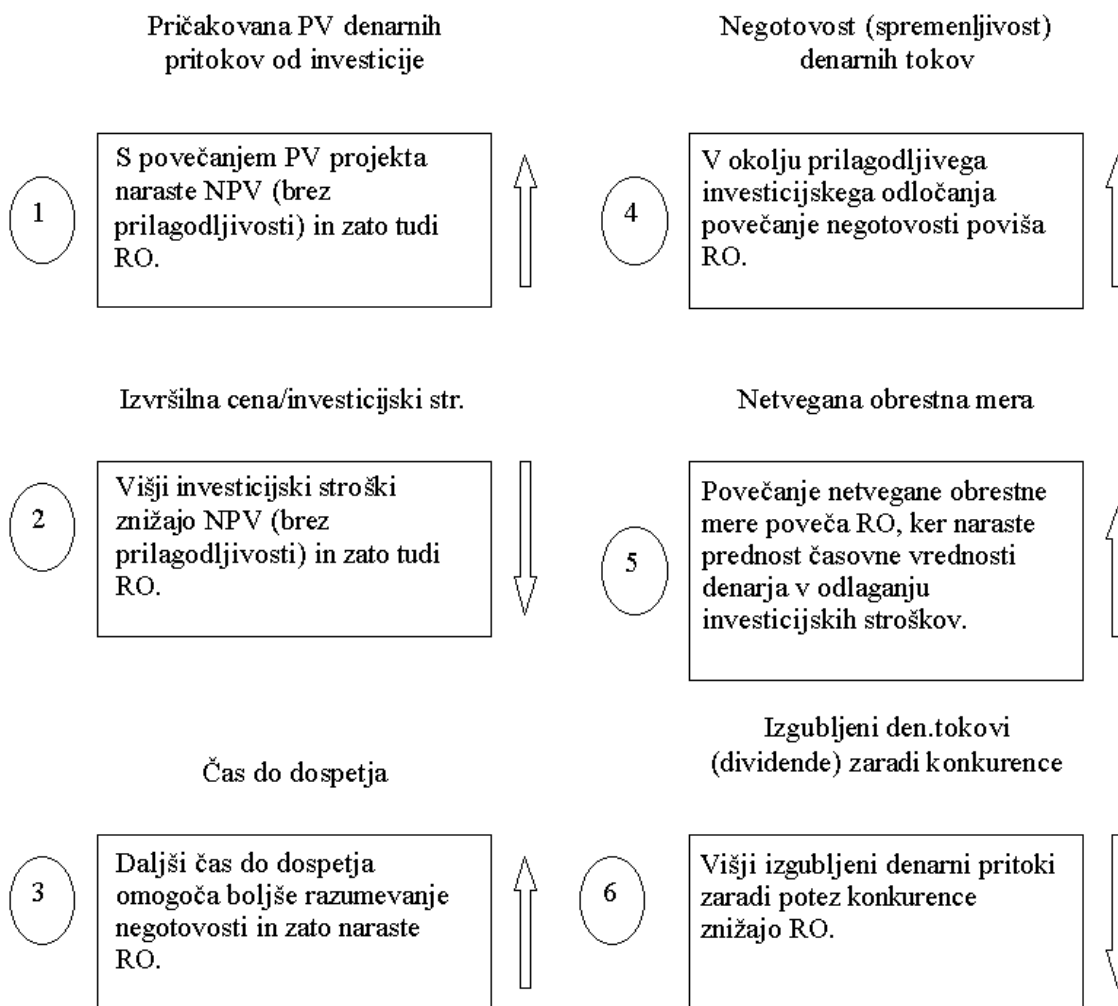 Pričakovana PV denarnih
pritokov od investicije
1
S povečanjem PV projekta
naraste NPV (brez
prilagodljivosti) in zato tudi
RO.
Negotovost (spremenljivost)
denarnih tokov
4
V okolju prilagodljivega
investicijskega odločanja
povečanje negotovosti poviša
RO.
Izvršilna cena/investicijski str.
2
Višji investicijski stroški
znižajo NPV (brez
prilagodljivosti) in zato tudi
RO.
Netvegana obrestna mera
5
Povečanje netvegane obrestne
mere poveča RO, ker naraste
prednost časovne vrednosti
denarja v odlaganju
investicijskih stroškov.
Čas do dospetja
3
Daljši čas do dospetja
omogoča boljše razumevanje
negotovosti in zato naraste
RO.
Izgubljeni den.tokovi
(dividende) zaradi konkurence
6
Višji izgubljeni denarni pritoki
zaradi potez konkurence
znižajo RO.